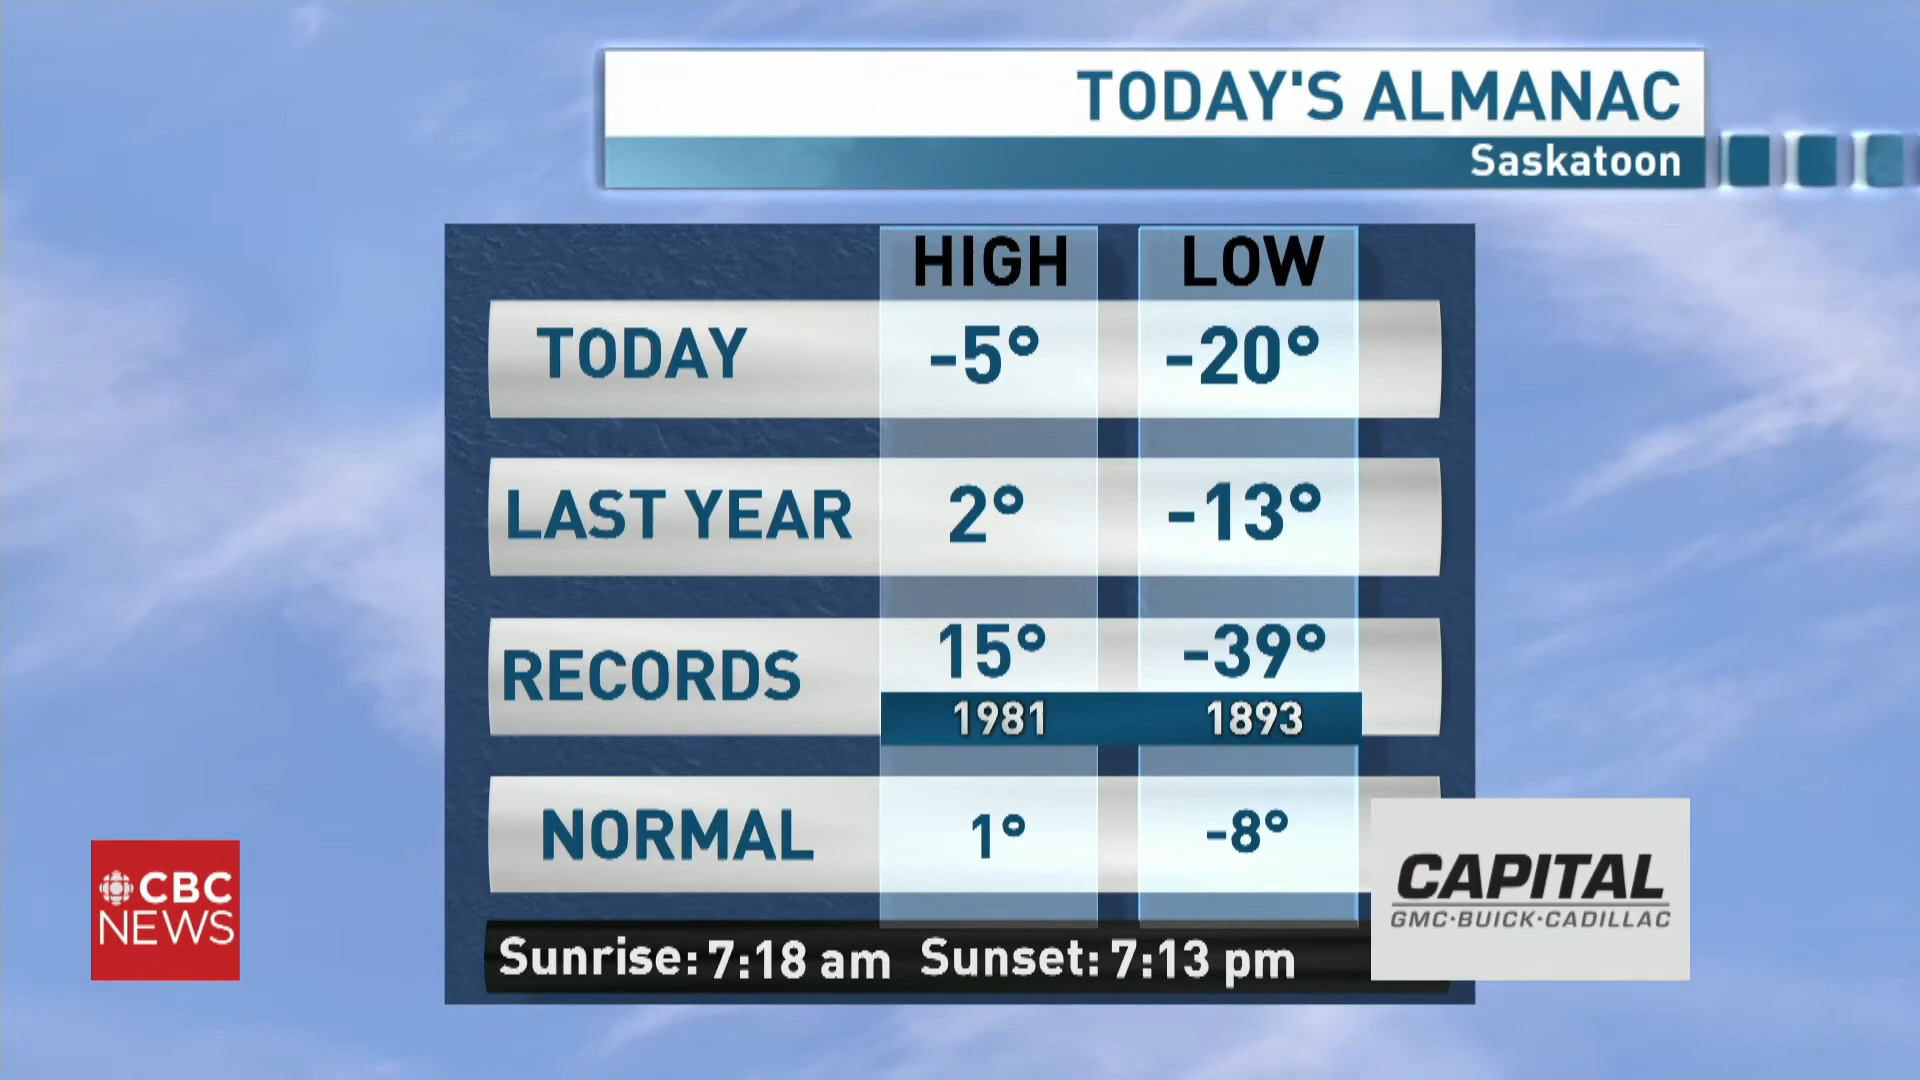 TODAY'S ALMANAC
Saskatoon
HIGH LOW
TODAY -5° -20°
LAST YEAR 2° -13°
RECORDS 15° -39°
1981 1893
NORMAL 1° -8°
Sunrise: 7:18 am Sunset: 7:13 pm
CBC
NEWS
CAPITAL
GMC·BUICK·CADILLAC